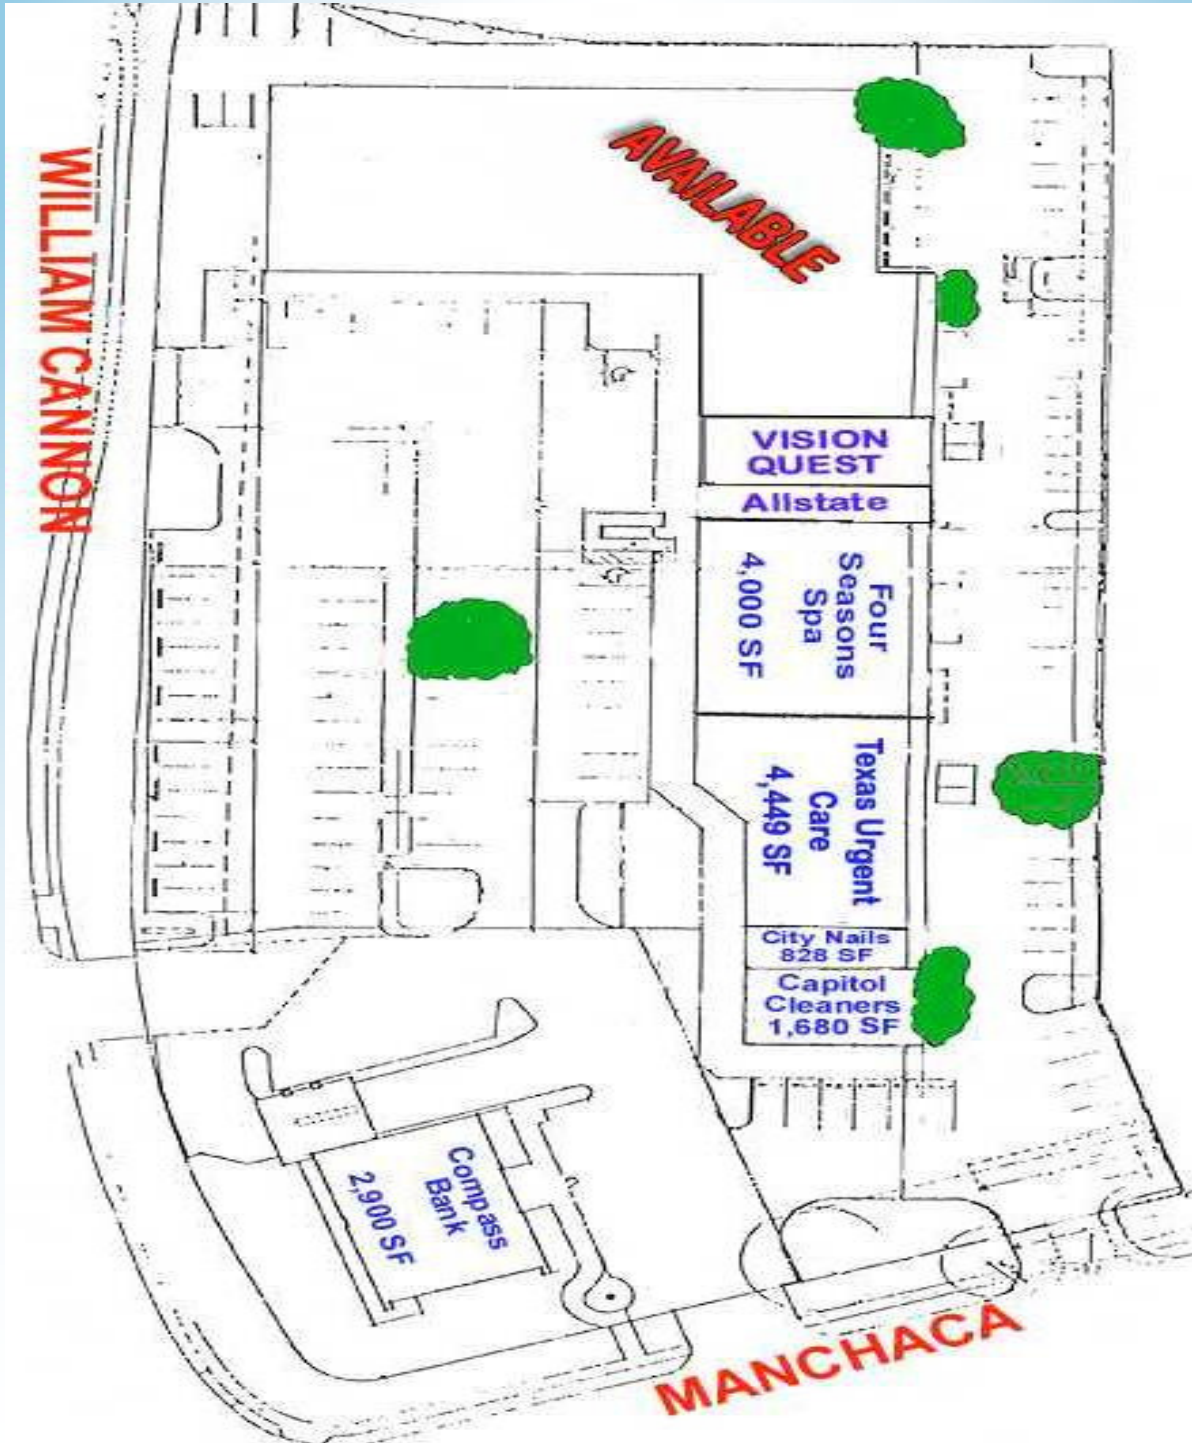 WILLIAM CANNON
AVAILABLE
VISION
QUEST
Allstate
Four
Seasons
Spa
4,000 SF
Texas Urgent
Care
4,449 SF
City Nails
828 SF
Capitol
Cleaners
1,680 SF
Compass
Bank
2,900 SF
MANCHACA